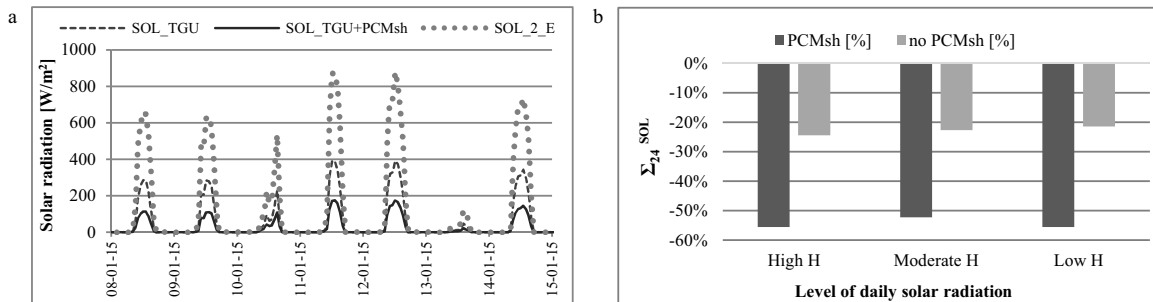 a
SOL_TGU SOL_TGU+PCMsh SOL_2_E
Solar radiation [W/m²]
1000
800
600
400
200
0
08-01-15
09-01-15
10-01-15
11-01-15
12-01-15
13-01-15
14-01-15
15-01-15
b
PCMsh [%] no PCMsh [%]
Σ24 SOL
0%
-10%
-20%
-30%
-40%
-50%
-60%
High H Moderate H Low H
Level of daily solar radiation